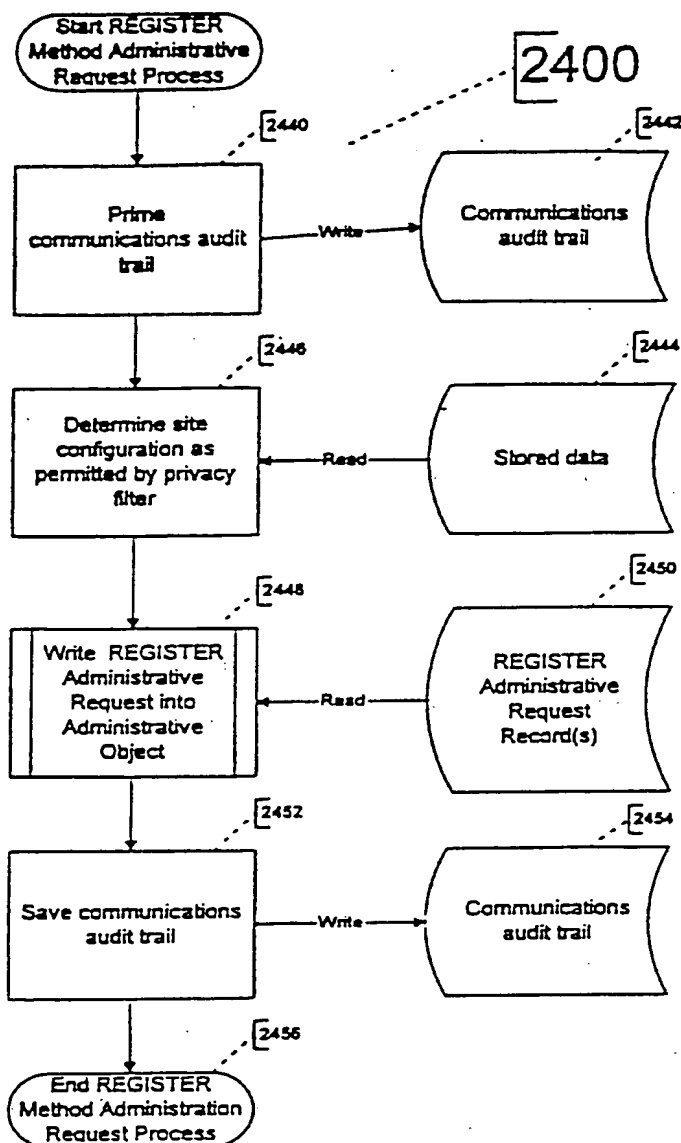 Start REGISTER
Method Administrative
Request Process
2400
2440
2442
Prime
communications audit
trail
Write
Communications
audit trail
2446
2444
Determine site
configuration as
permitted by privacy
filter
Read
Stored data
2448
2450
Write REGISTER
Administrative
Request into
Administrative
Object
Read
REGISTER
Administrative
Request
Record(s)
2452
2454
Save communications
audit trail
Write
Communications
audit trail
2456
End REGISTER
Method Administration
Request Process